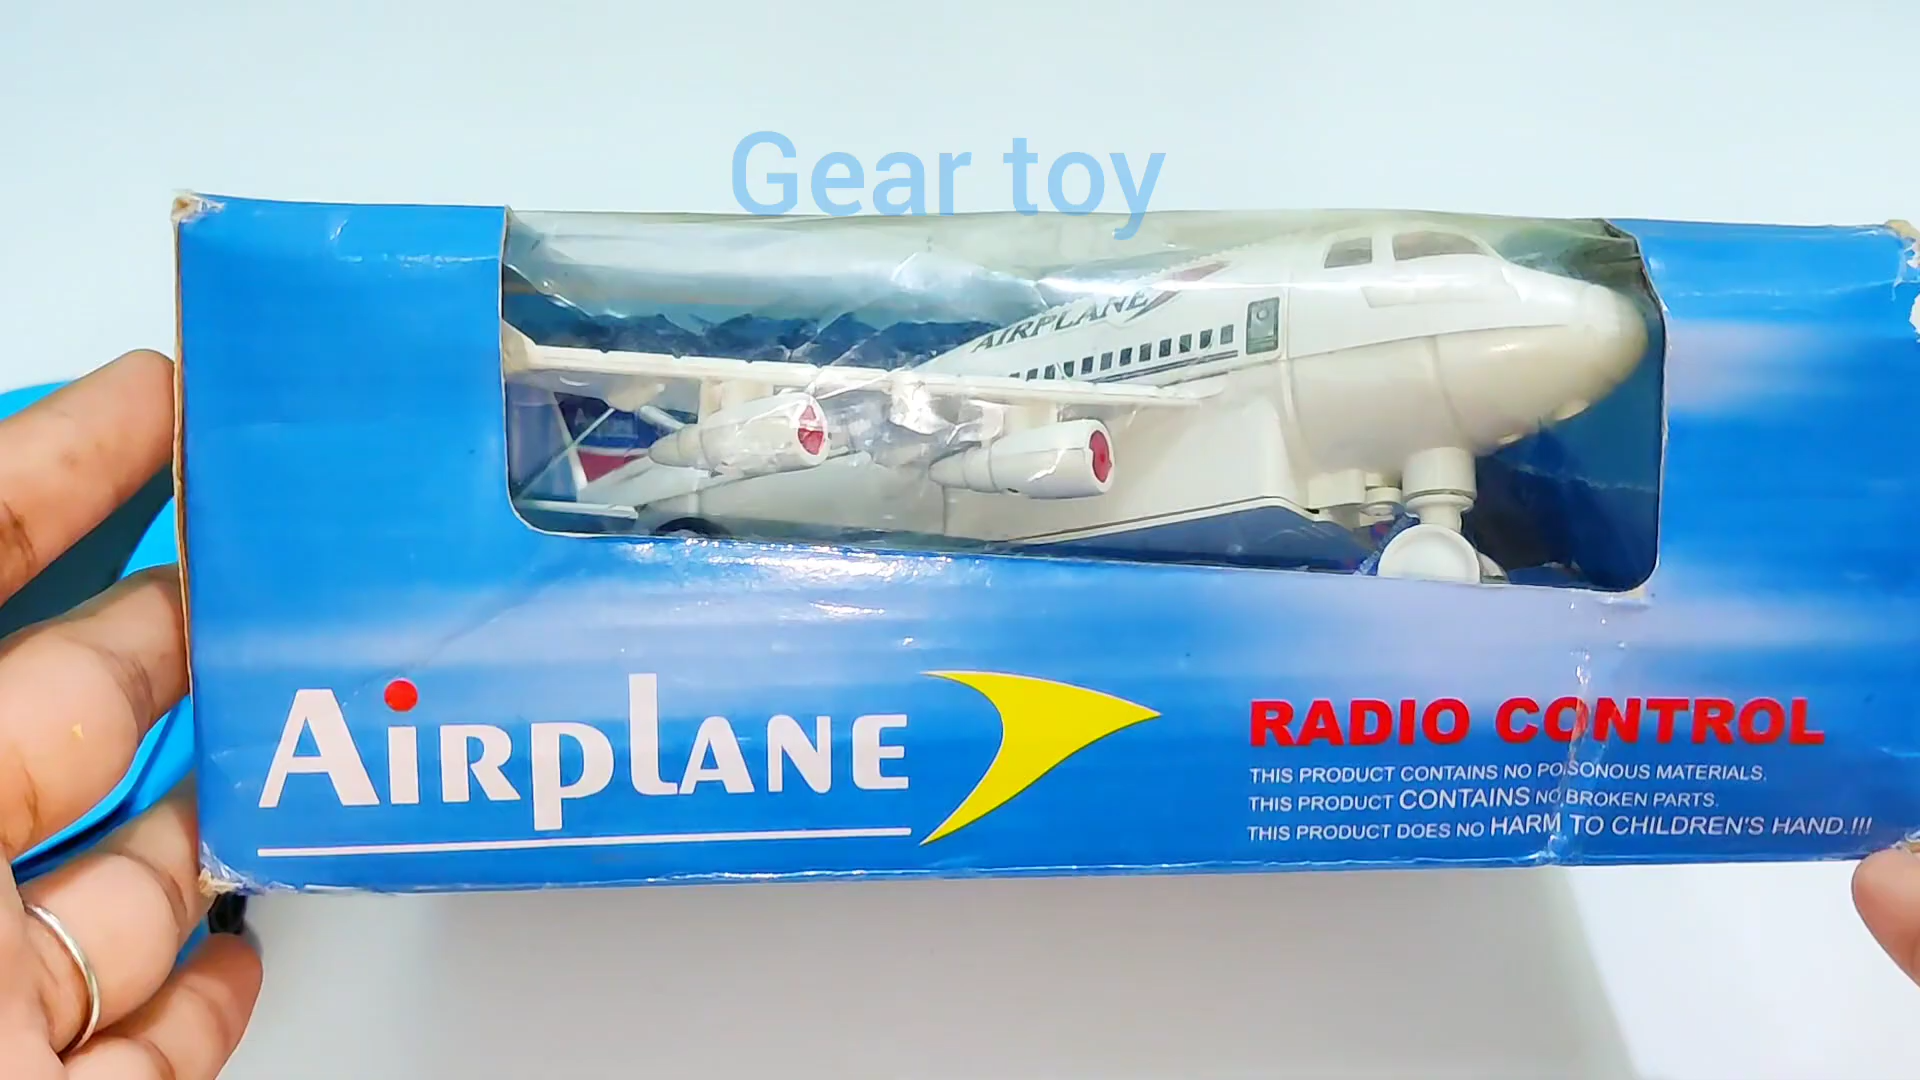 Gear toy
AIRPLANE
AIRPLANE
RADIO CONTROL
THIS PRODUCT CONTAINS NO POISONOUS MATERIALS.
THIS PRODUCT CONTAINS NO BROKEN PARTS.
THIS PRODUCT DOES NO HARM TO CHILDREN'S HAND.!!!